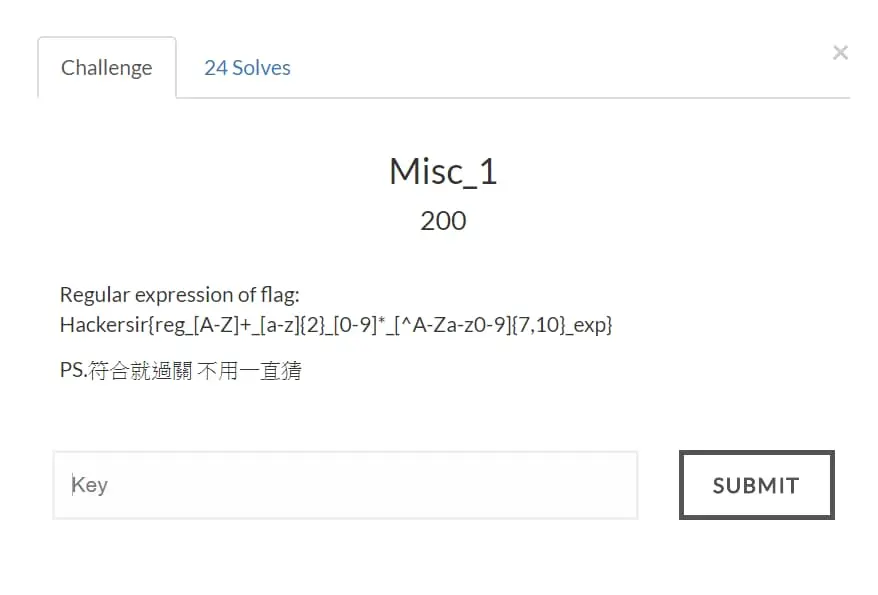 Challenge
24 Solves
×
Misc_1
200
Regular expression of flag:
Hackersir{reg_[A-Z]+_[a-z]{2}_[0-9]*_[^A-Za-z0-9]{7,10}_exp}
PS.符合就過關 不用一直猜
Key
SUBMIT